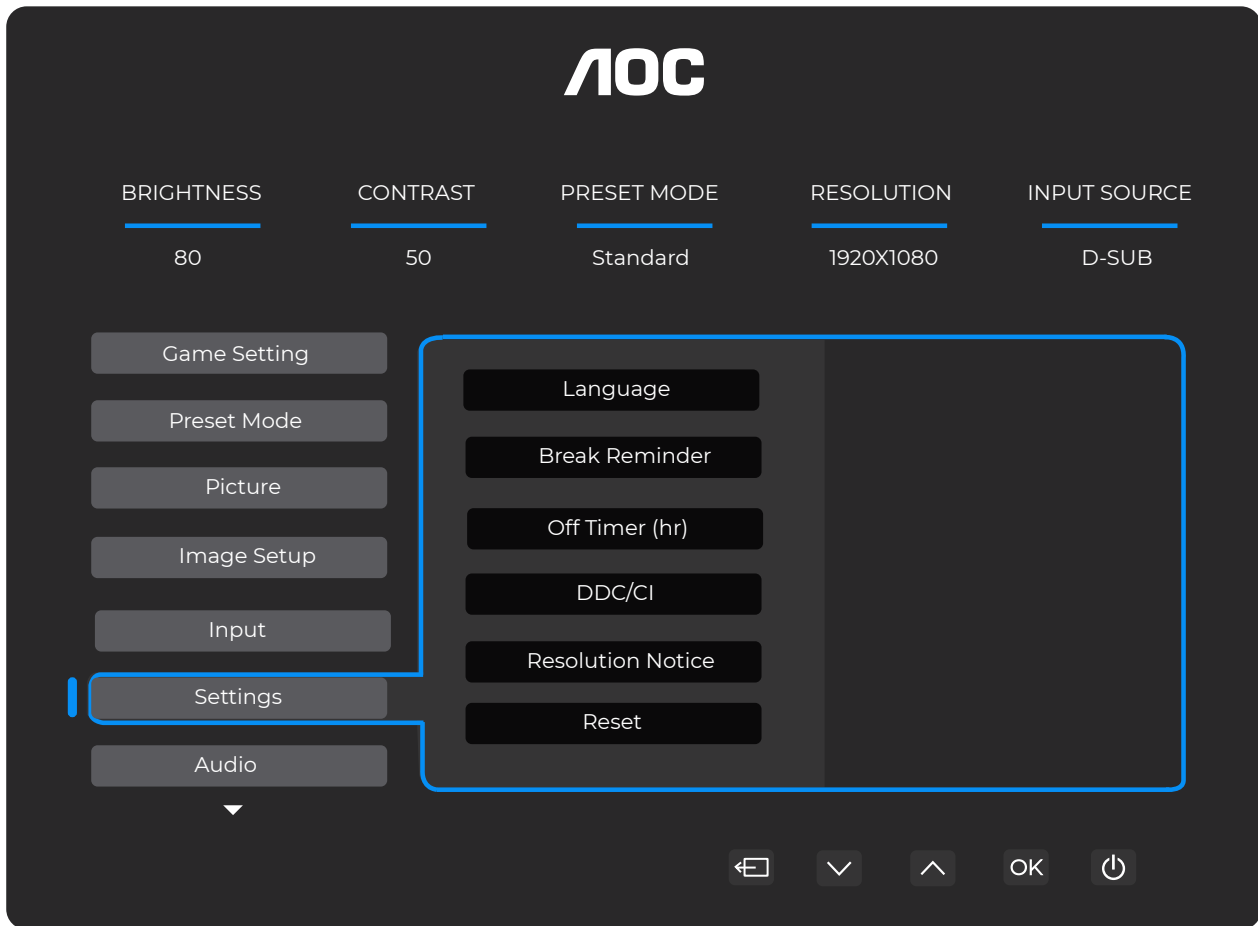 AOC
BRIGHTNESS CONTRAST PRESET MODE RESOLUTION INPUT SOURCE
80 50 Standard 1920X1080 D-SUB
Game Setting
Preset Mode
Picture
Image Setup
Input
Settings
Audio
Language
Break Reminder
Off Timer (hr)
DDC/CI
Resolution Notice
Reset
OK